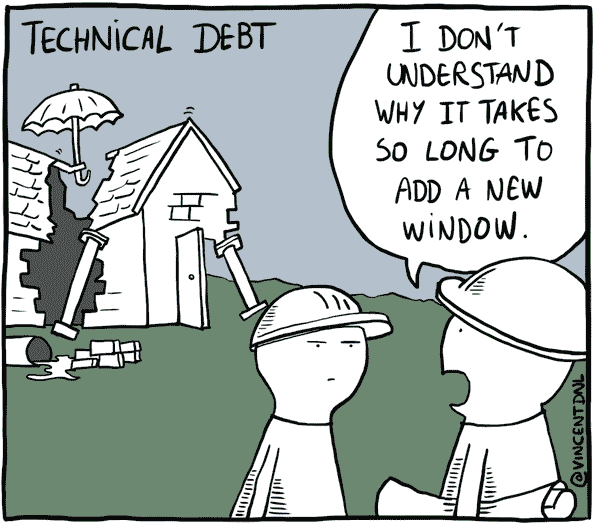 TECHNICAL DEBT
I DON'T
UNDERSTAND
WHY IT TAKES
SO LONG TO
ADD A NEW
WINDOW.
@VINCENTDNL